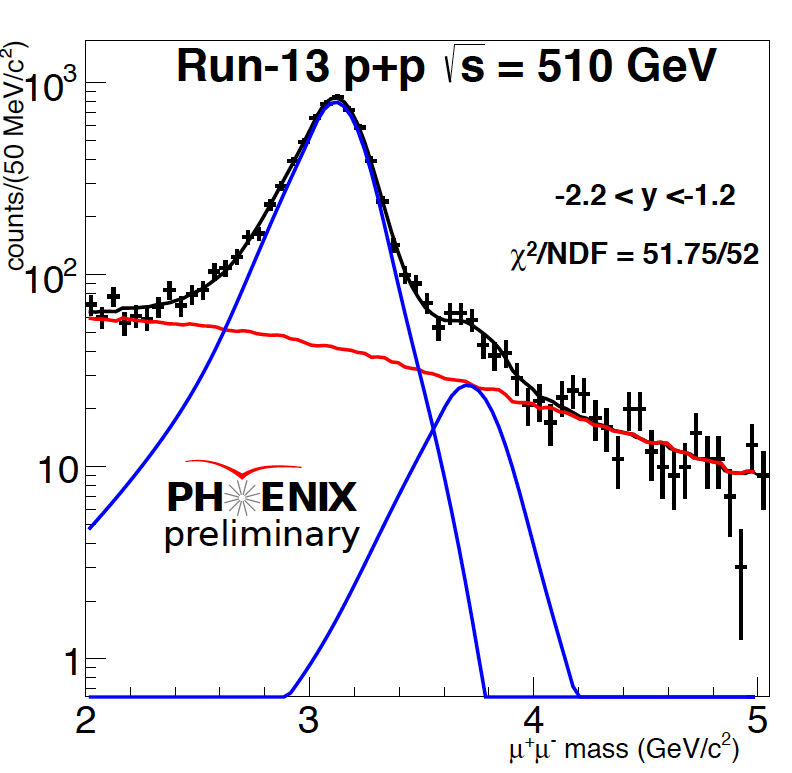 Run-13 p+p √s = 510 GeV
-2.2 < y <-1.2
χ²/NDF = 51.75/52
counts/(50 MeV/c²)
10³
10²
10
1
PHENIX
preliminary
2 3 4 5
μ⁺μ⁻ mass (GeV/c²)